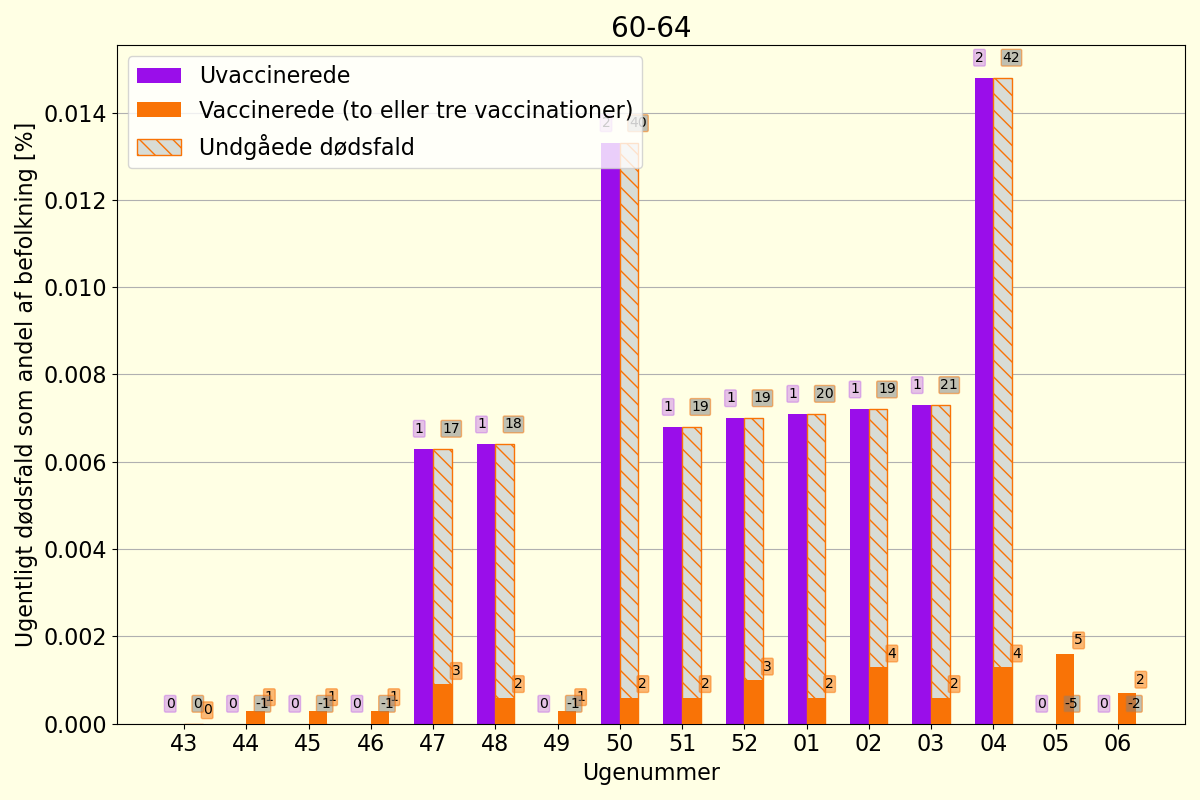 60-64
Uvaccinerede
Vaccinerede (to eller tre vaccinationer)
Undgåede dødsfald
Ugentligt dødsfald som andel af befolkning [%]
0.014
0.012
0.010
0.008
0.006
0.004
0.002
0.000
0 0 0
0 -1 1
0 -1 1
0 -1 1
1 17 3
1 18 2
0 -1 1
2 40 2
1 19 2
1 19 3
1 20 2
1 19 4
1 21 2
2 42 4
0 -5 5
0 -2 2
43 44 45 46 47 48 49 50 51 52 01 02 03 04 05 06
Ugenummer